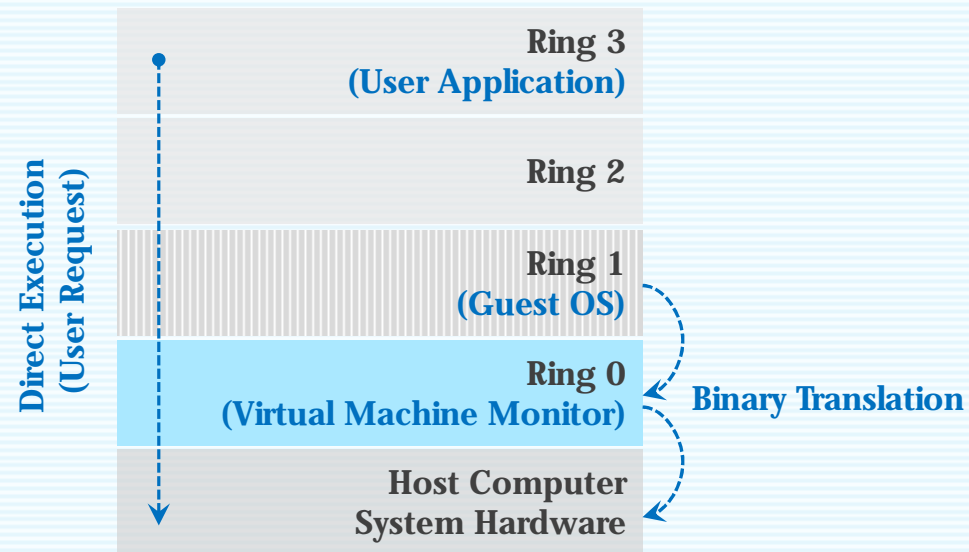 Ring 3
(User Application)
Ring 2
Ring 1
(Guest OS)
Ring 0
(Virtual Machine Monitor)
Host Computer
System Hardware
Direct Execution
(User Request)
Binary Translation